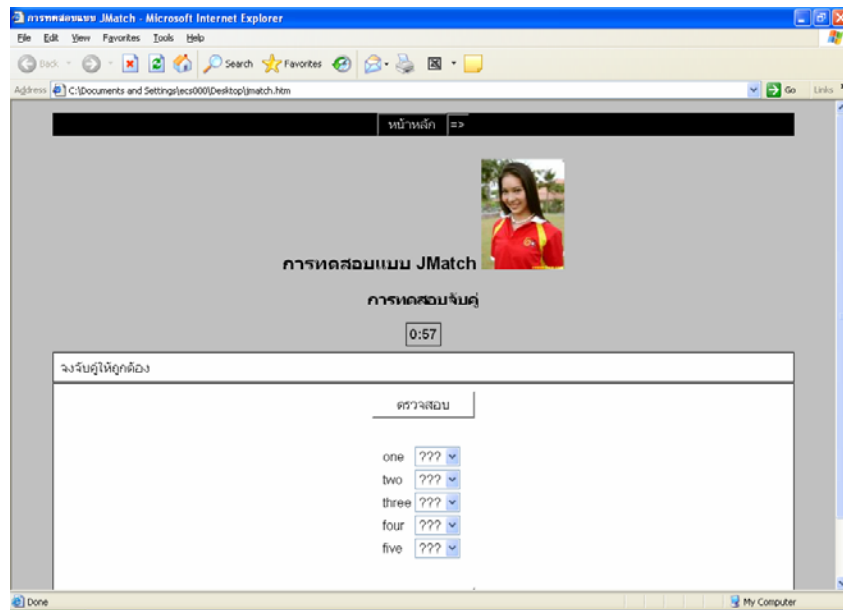 การทดสอบแบบ JMatch - Microsoft Internet Explorer
File Edit View Favorites Tools Help
Back Search Favorites
Address C:\Documents and Settings\ecs000\Desktop\jmatch.htm Go Links
หน้าหลัก =>
การทดสอบแบบ JMatch
การทดสอบจับคู่
0:57
จงจับคู่ให้ถูกต้อง
ตรวจสอบ
one ???
two ???
three ???
four ???
five ???
Done My Computer